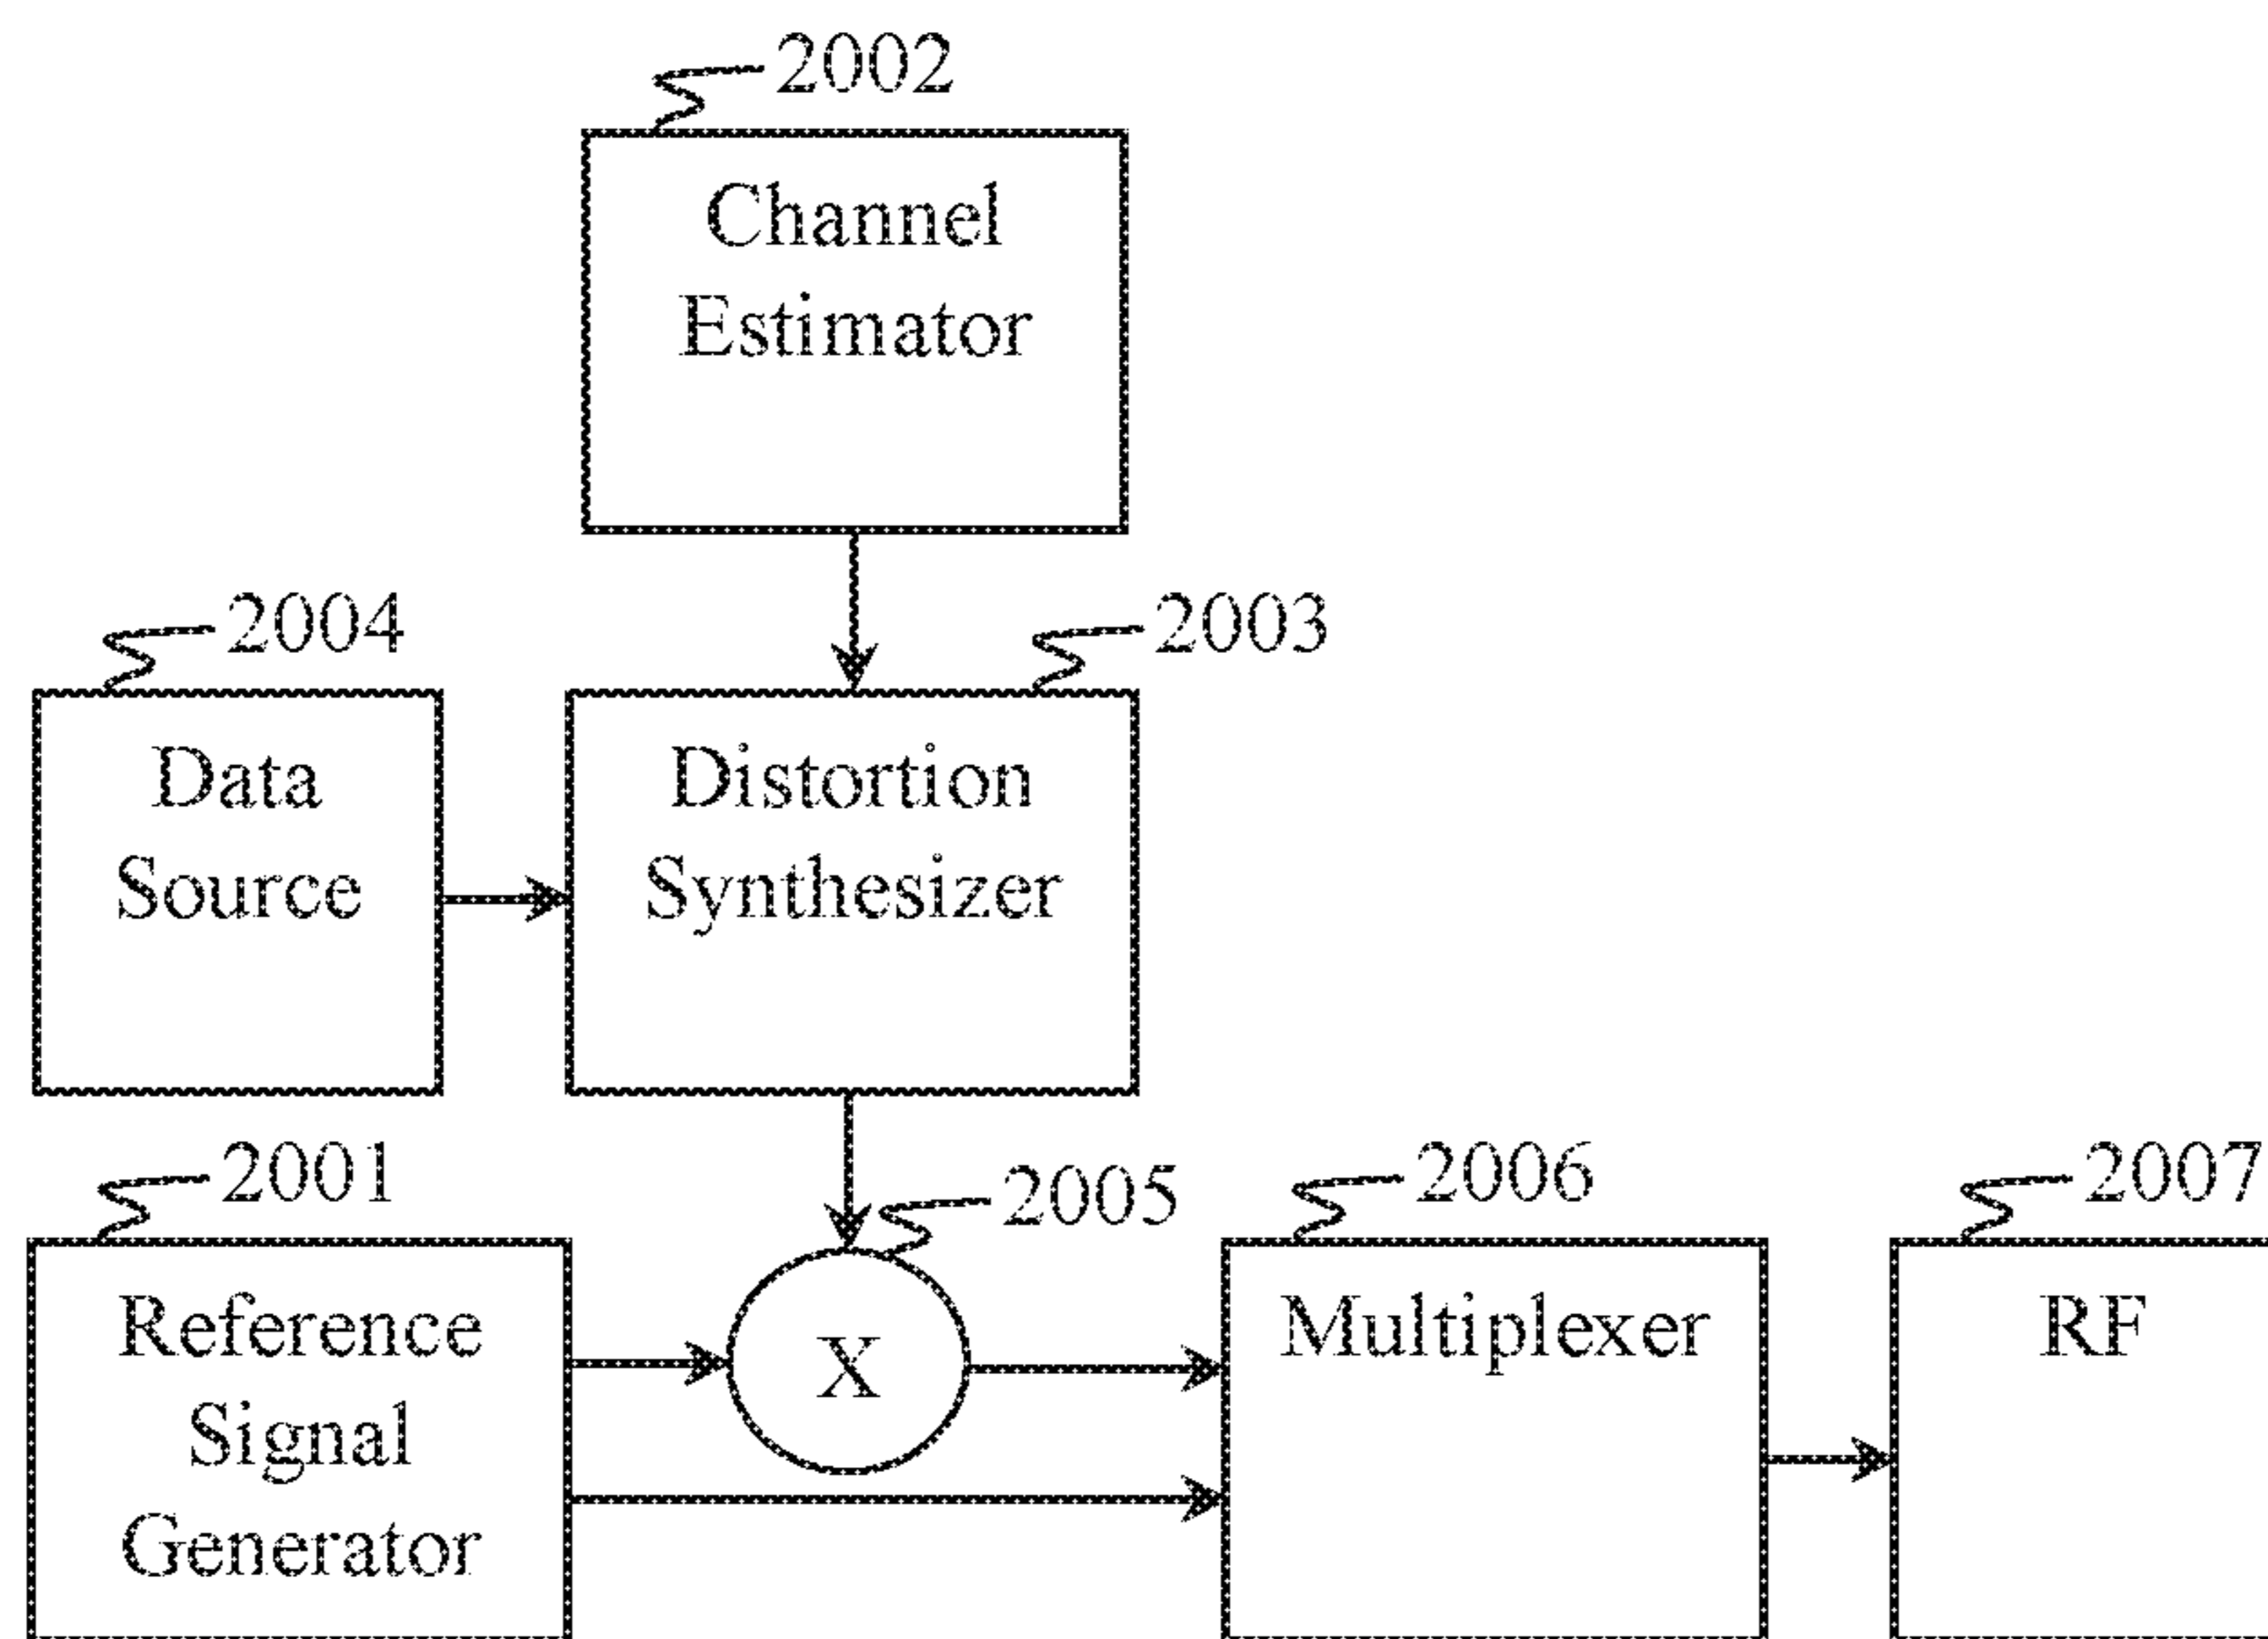 2002
Channel
Estimator
2004
2003
Data
Source
Distortion
Synthesizer
2001
2005
2006
2007
Reference
Signal
Generator
X
Multiplexer
RF